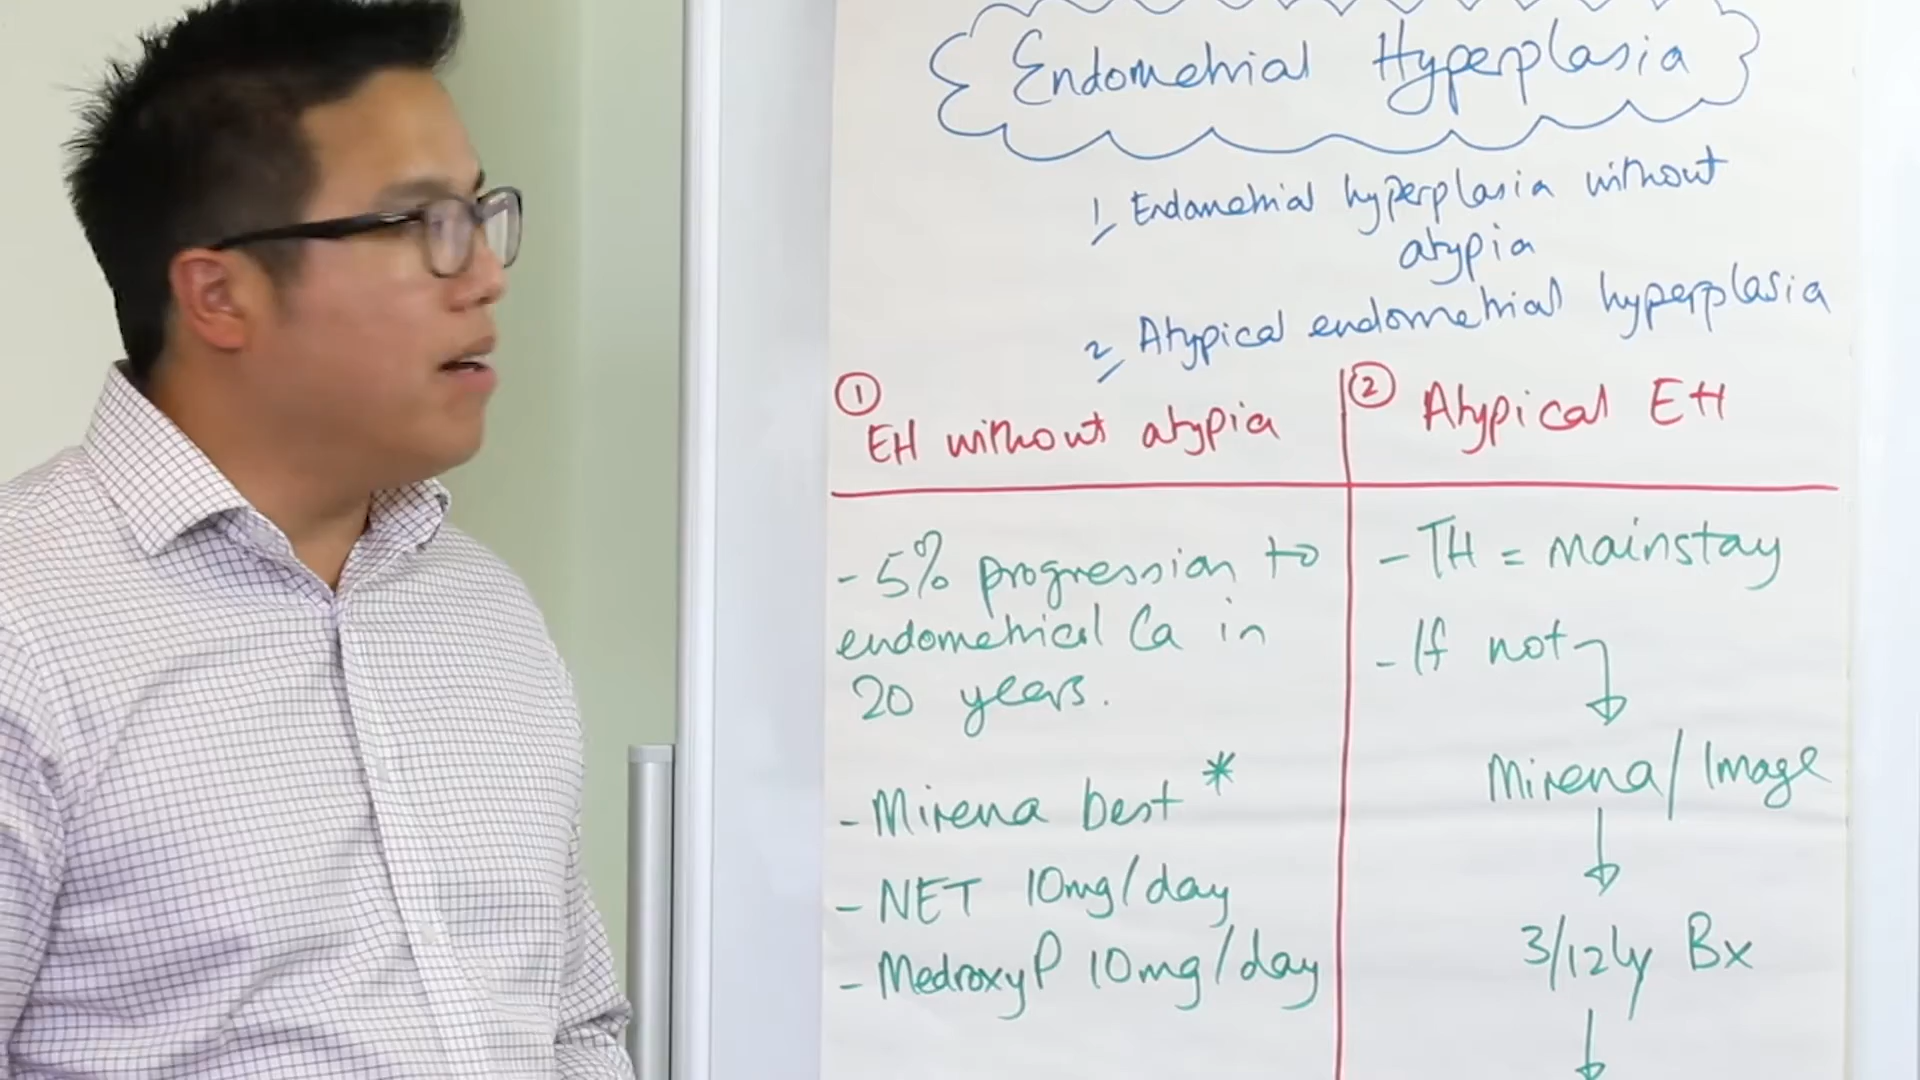 Endometrial Hyperplasia
1, Endometrial hyperplasia without
atypia
2, Atypical endometrial hyperplasia
① EH without atypia
- 5% progression to
endometrical Ca in
20 years.
- Mirena best *
- NET 10mg/day
- MedroxyP 10mg/day
② Atypical EH
- TH = mainstay
- If not
Mirena/Image
3/12ly Bx